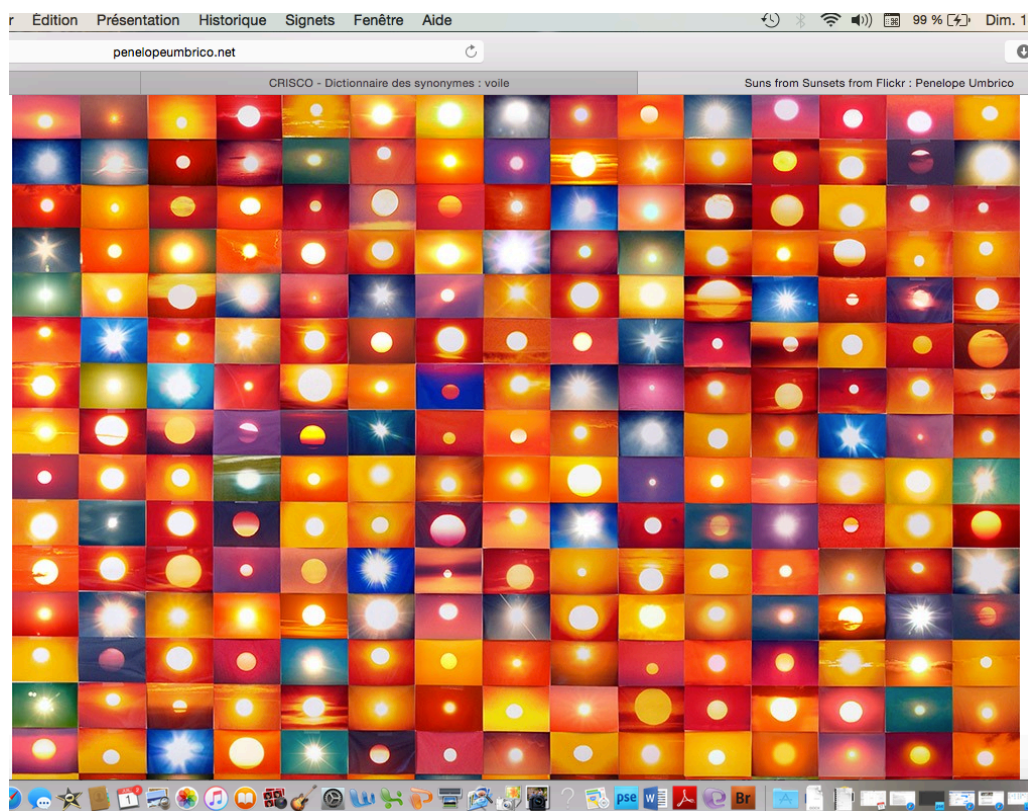 r Édition Présentation Historique Signets Fenêtre Aide 99 % Dim. 1
penelopeumbrico.net
CRISCO - Dictionnaire des synonymes : voile Suns from Sunsets from Flickr : Penelope Umbrico
1 pse W Br